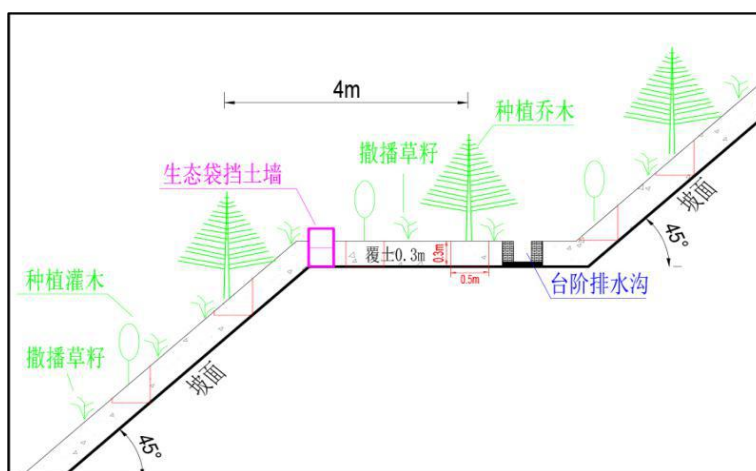 4m
种植乔木
撒播草籽
生态袋挡土墙
覆土0.3m
0.3m
0.5m
台阶排水沟
坡面
45°
种植灌木
撒播草籽
坡面
45°